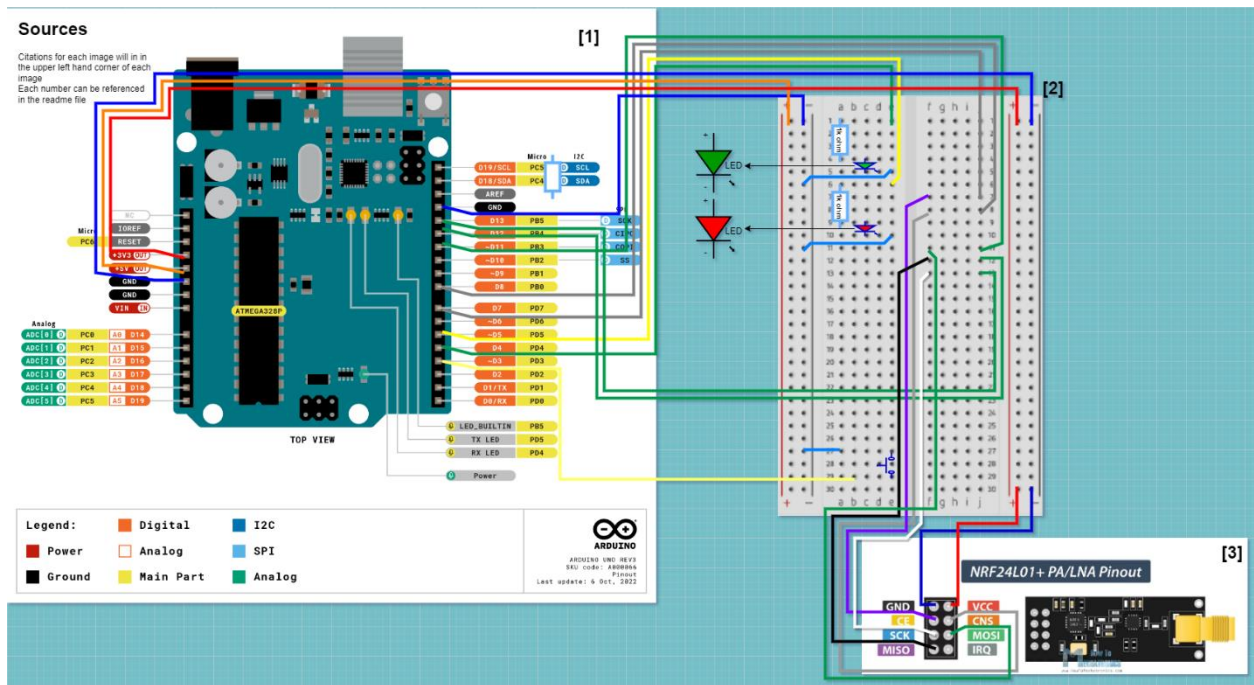 Sources
Citations for each image will in in
the upper left hand corner of each
image
Each number can be referenced
in the readme file
[1]
[2]
[3]
Micro
I2C
D19/SCL PC5 SCL
D18/SDA PC4 SDA
AREF
GND
D13 PB5 SCK
D12 PB4 CIPO
~D11 PB3 COPI
~D10 PB2 SS
~D9 PB1
D8 PB0
D7 PD7
~D6 PD6
~D5 PD5
D4 PD4
~D3 PD3
D2 PD2
D1/TX PD1
D0/RX PD0
NC
IOREF
Micro
PC6 RESET
+3V3 OUT
+5V OUT
GND
GND
VIN IN
Analog
ADC[0] PC0 A0 D14
ADC[1] PC1 A1 D15
ADC[2] PC2 A2 D16
ADC[3] PC3 A3 D17
ADC[4] PC4 A4 D18
ADC[5] PC5 A5 D19
ATMEGA328P
TOP VIEW
LED_BUILTIN PB5
TX LED PD5
RX LED PD4
Power
Legend:
Digital
I2C
Power
Analog
SPI
Ground
Main Part
Analog
ARDUINO
ARDUINO UNO REV3
SKU code: A000066
Pinout
Last update: 6 Oct, 2022
LED
LED
1k ohm
1k ohm
a b c d e f g h i j
a b c d e f g h i j
NRF24L01+ PA/LNA Pinout
GND VCC
CE CNS
SCK MOSI
MISO IRQ